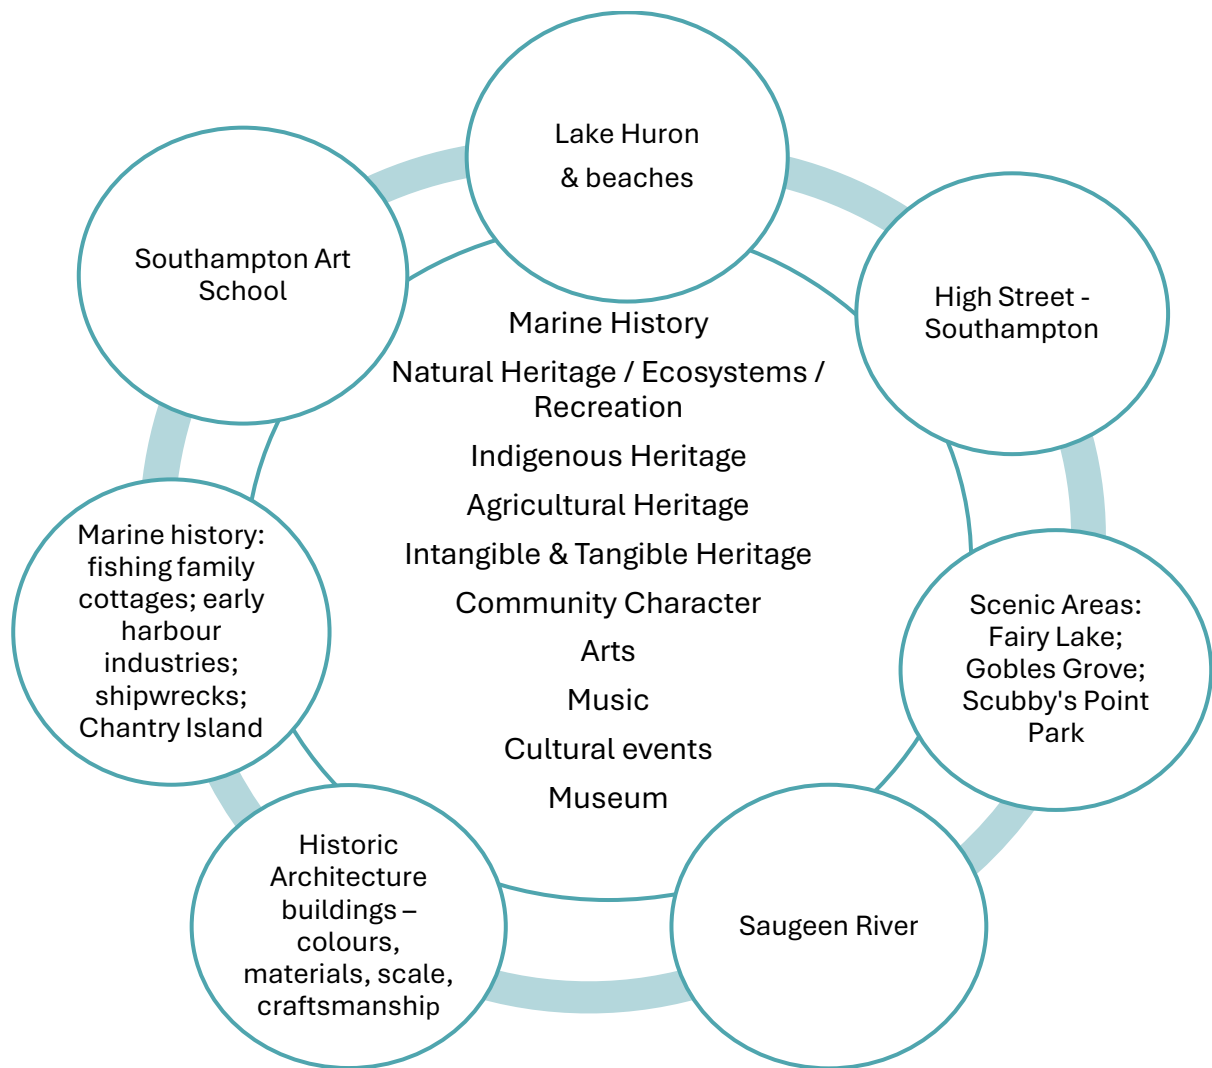 Lake Huron
& beaches
High Street -
Southampton
Scenic Areas:
Fairy Lake;
Gobles Grove;
Scubby's Point
Park
Saugeen River
Historic
Architecture
buildings –
colours,
materials, scale,
craftsmanship
Marine history:
fishing family
cottages; early
harbour
industries;
shipwrecks;
Chantry Island
Southampton Art
School
Marine History
Natural Heritage / Ecosystems /
Recreation
Indigenous Heritage
Agricultural Heritage
Intangible & Tangible Heritage
Community Character
Arts
Music
Cultural events
Museum